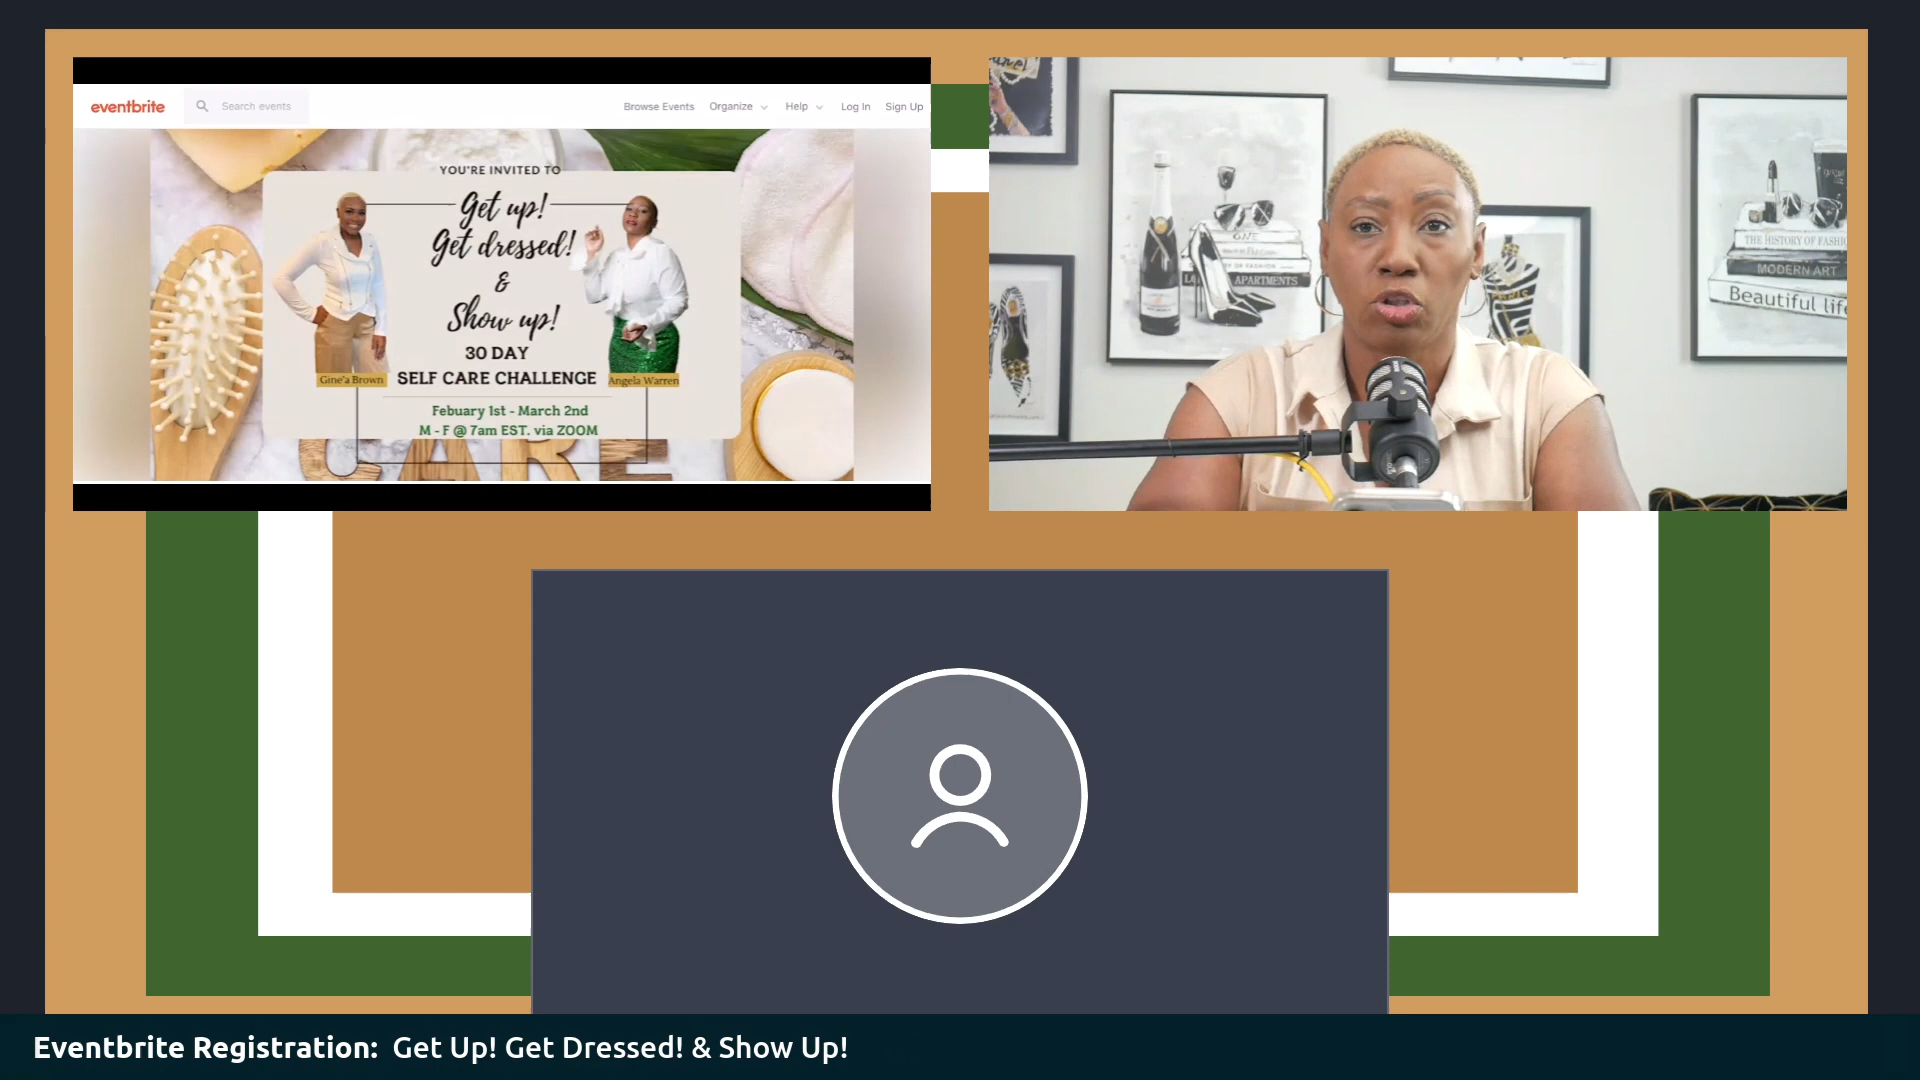 eventbrite
Search events
Browse Events Organize Help Log In Sign Up
YOU'RE INVITED TO
Get up!
Get dressed!
&
Show up!
30 DAY
SELF CARE CHALLENGE
Gine'a Brown
Angela Warren
Febuary 1st - March 2nd
M - F @ 7am EST. via ZOOM
CARE
APARTMENTS
THE HISTORY OF FASHIO
MODERN ART
Beautiful life
Eventbrite Registration: Get Up! Get Dressed! & Show Up!